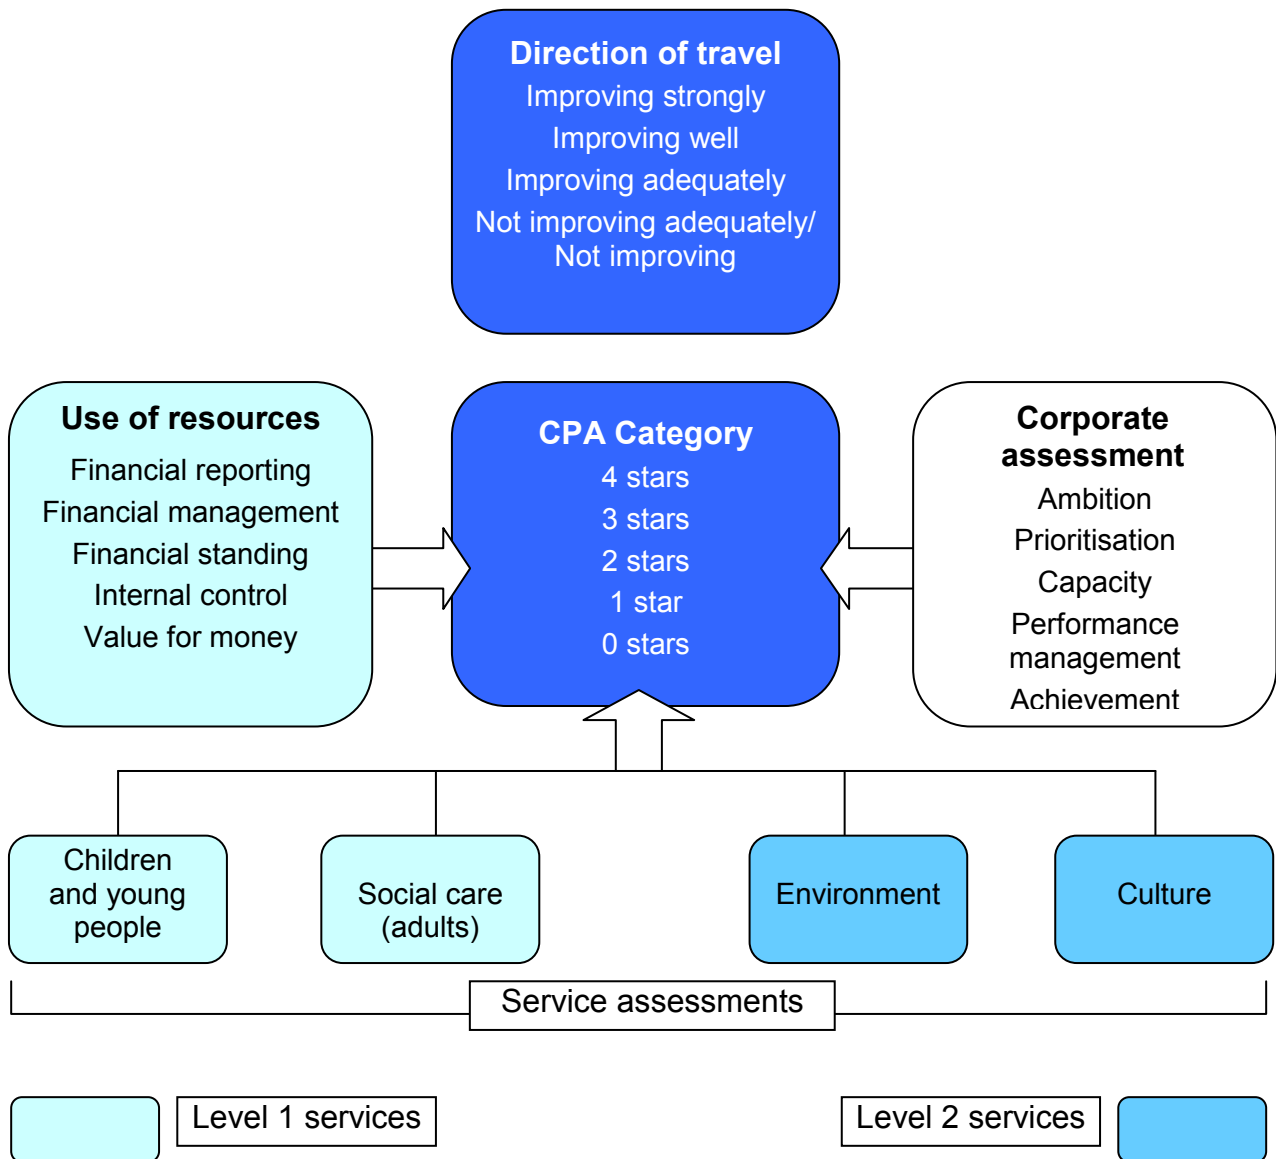 Direction of travel
Improving strongly
Improving well
Improving adequately
Not improving adequately/
Not improving
Use of resources
Financial reporting
Financial management
Financial standing
Internal control
Value for money
CPA Category
4 stars
3 stars
2 stars
1 star
0 stars
Corporate
assessment
Ambition
Prioritisation
Capacity
Performance
management
Achievement
Children
and young
people
Social care
(adults)
Environment
Culture
Service assessments
Level 1 services
Level 2 services